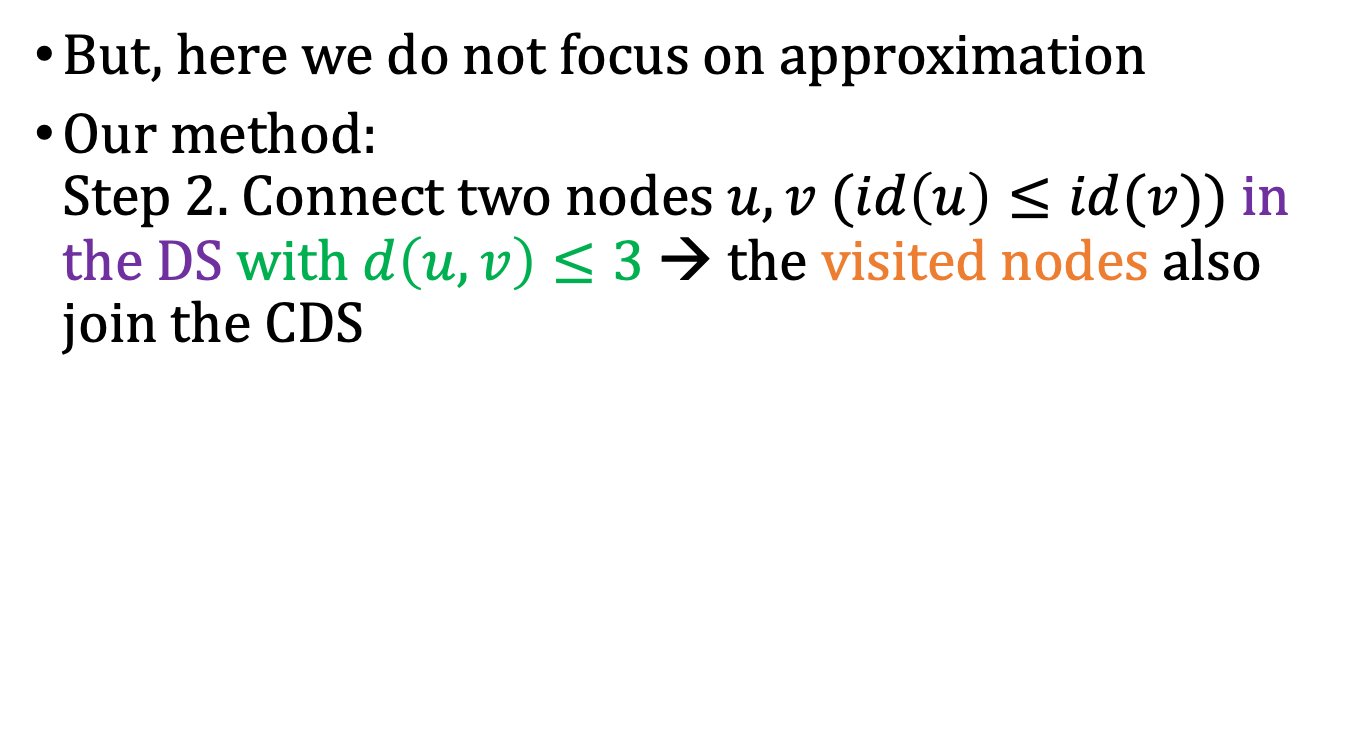 • But, here we do not focus on approximation
• Our method:
Step 2. Connect two nodes u, v (id(u) ≤ id(v)) in
the DS with d(u, v) ≤ 3 → the visited nodes also
join the CDS